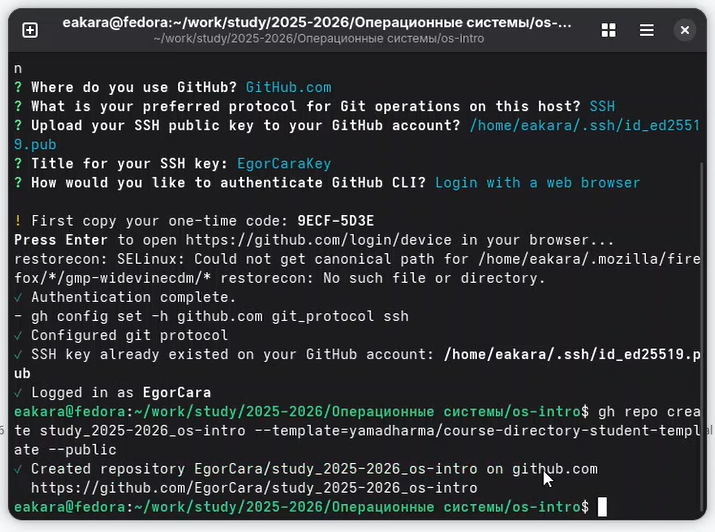 eakara@fedora:~/work/study/2025-2026/Операционные системы/os-...
~/work/study/2025-2026/Операционные системы/os-intro
n
? Where do you use GitHub? GitHub.com
? What is your preferred protocol for Git operations on this host? SSH
? Upload your SSH public key to your GitHub account? /home/eakara/.ssh/id_ed2551
9.pub
? Title for your SSH key: EgorCaraKey
? How would you like to authenticate GitHub CLI? Login with a web browser
! First copy your one-time code: 9ECF-5D3E
Press Enter to open https://github.com/login/device in your browser...
restorecon: SELinux: Could not get canonical path for /home/eakara/.mozilla/fire
fox/*/gmp-widevinecdm/* restorecon: No such file or directory.
✓ Authentication complete.
- gh config set -h github.com git_protocol ssh
✓ Configured git protocol
✓ SSH key already existed on your GitHub account: /home/eakara/.ssh/id_ed25519.p
ub
✓ Logged in as EgorCara
eakara@fedora:~/work/study/2025-2026/Операционные системы/os-intro$ gh repo crea
te study_2025-2026_os-intro --template=yamadharma/course-directory-student-templ
ate --public
✓ Created repository EgorCara/study_2025-2026_os-intro on github.com
https://github.com/EgorCara/study_2025-2026_os-intro
eakara@fedora:~/work/study/2025-2026/Операционные системы/os-intro$